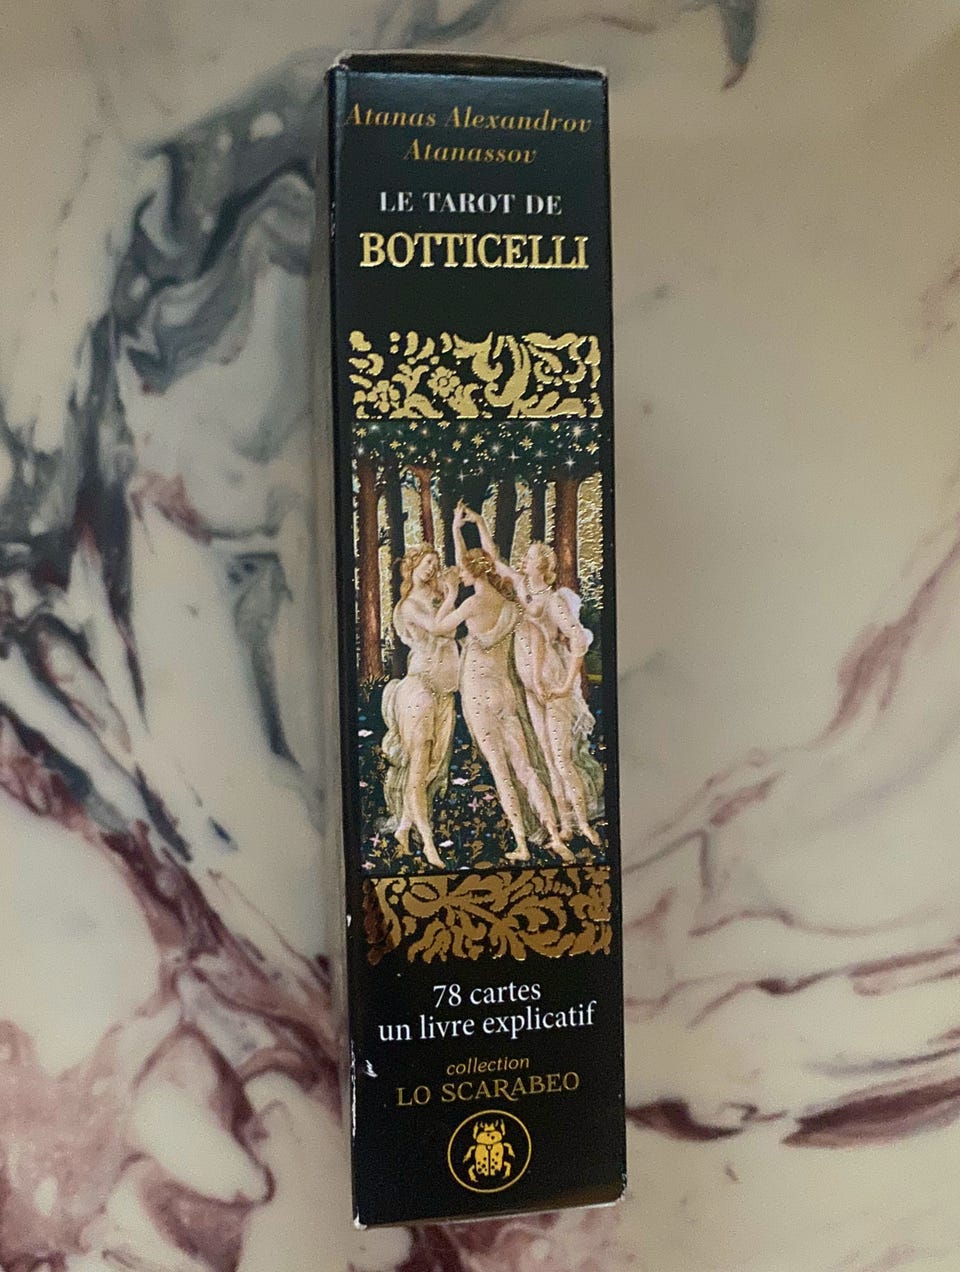 Atanas Alexandrov
Atanassov
LE TAROT DE
BOTTICELLI
78 cartes
un livre explicatif
collection
LO SCARABEO